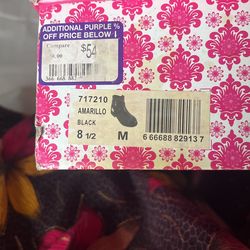 ADDITIONAL PURPLE %
OFF PRICE BELOW !
Compare
$54
717210
AMARILLO
BLACK
8 1/2 M
6 66688 82913 7